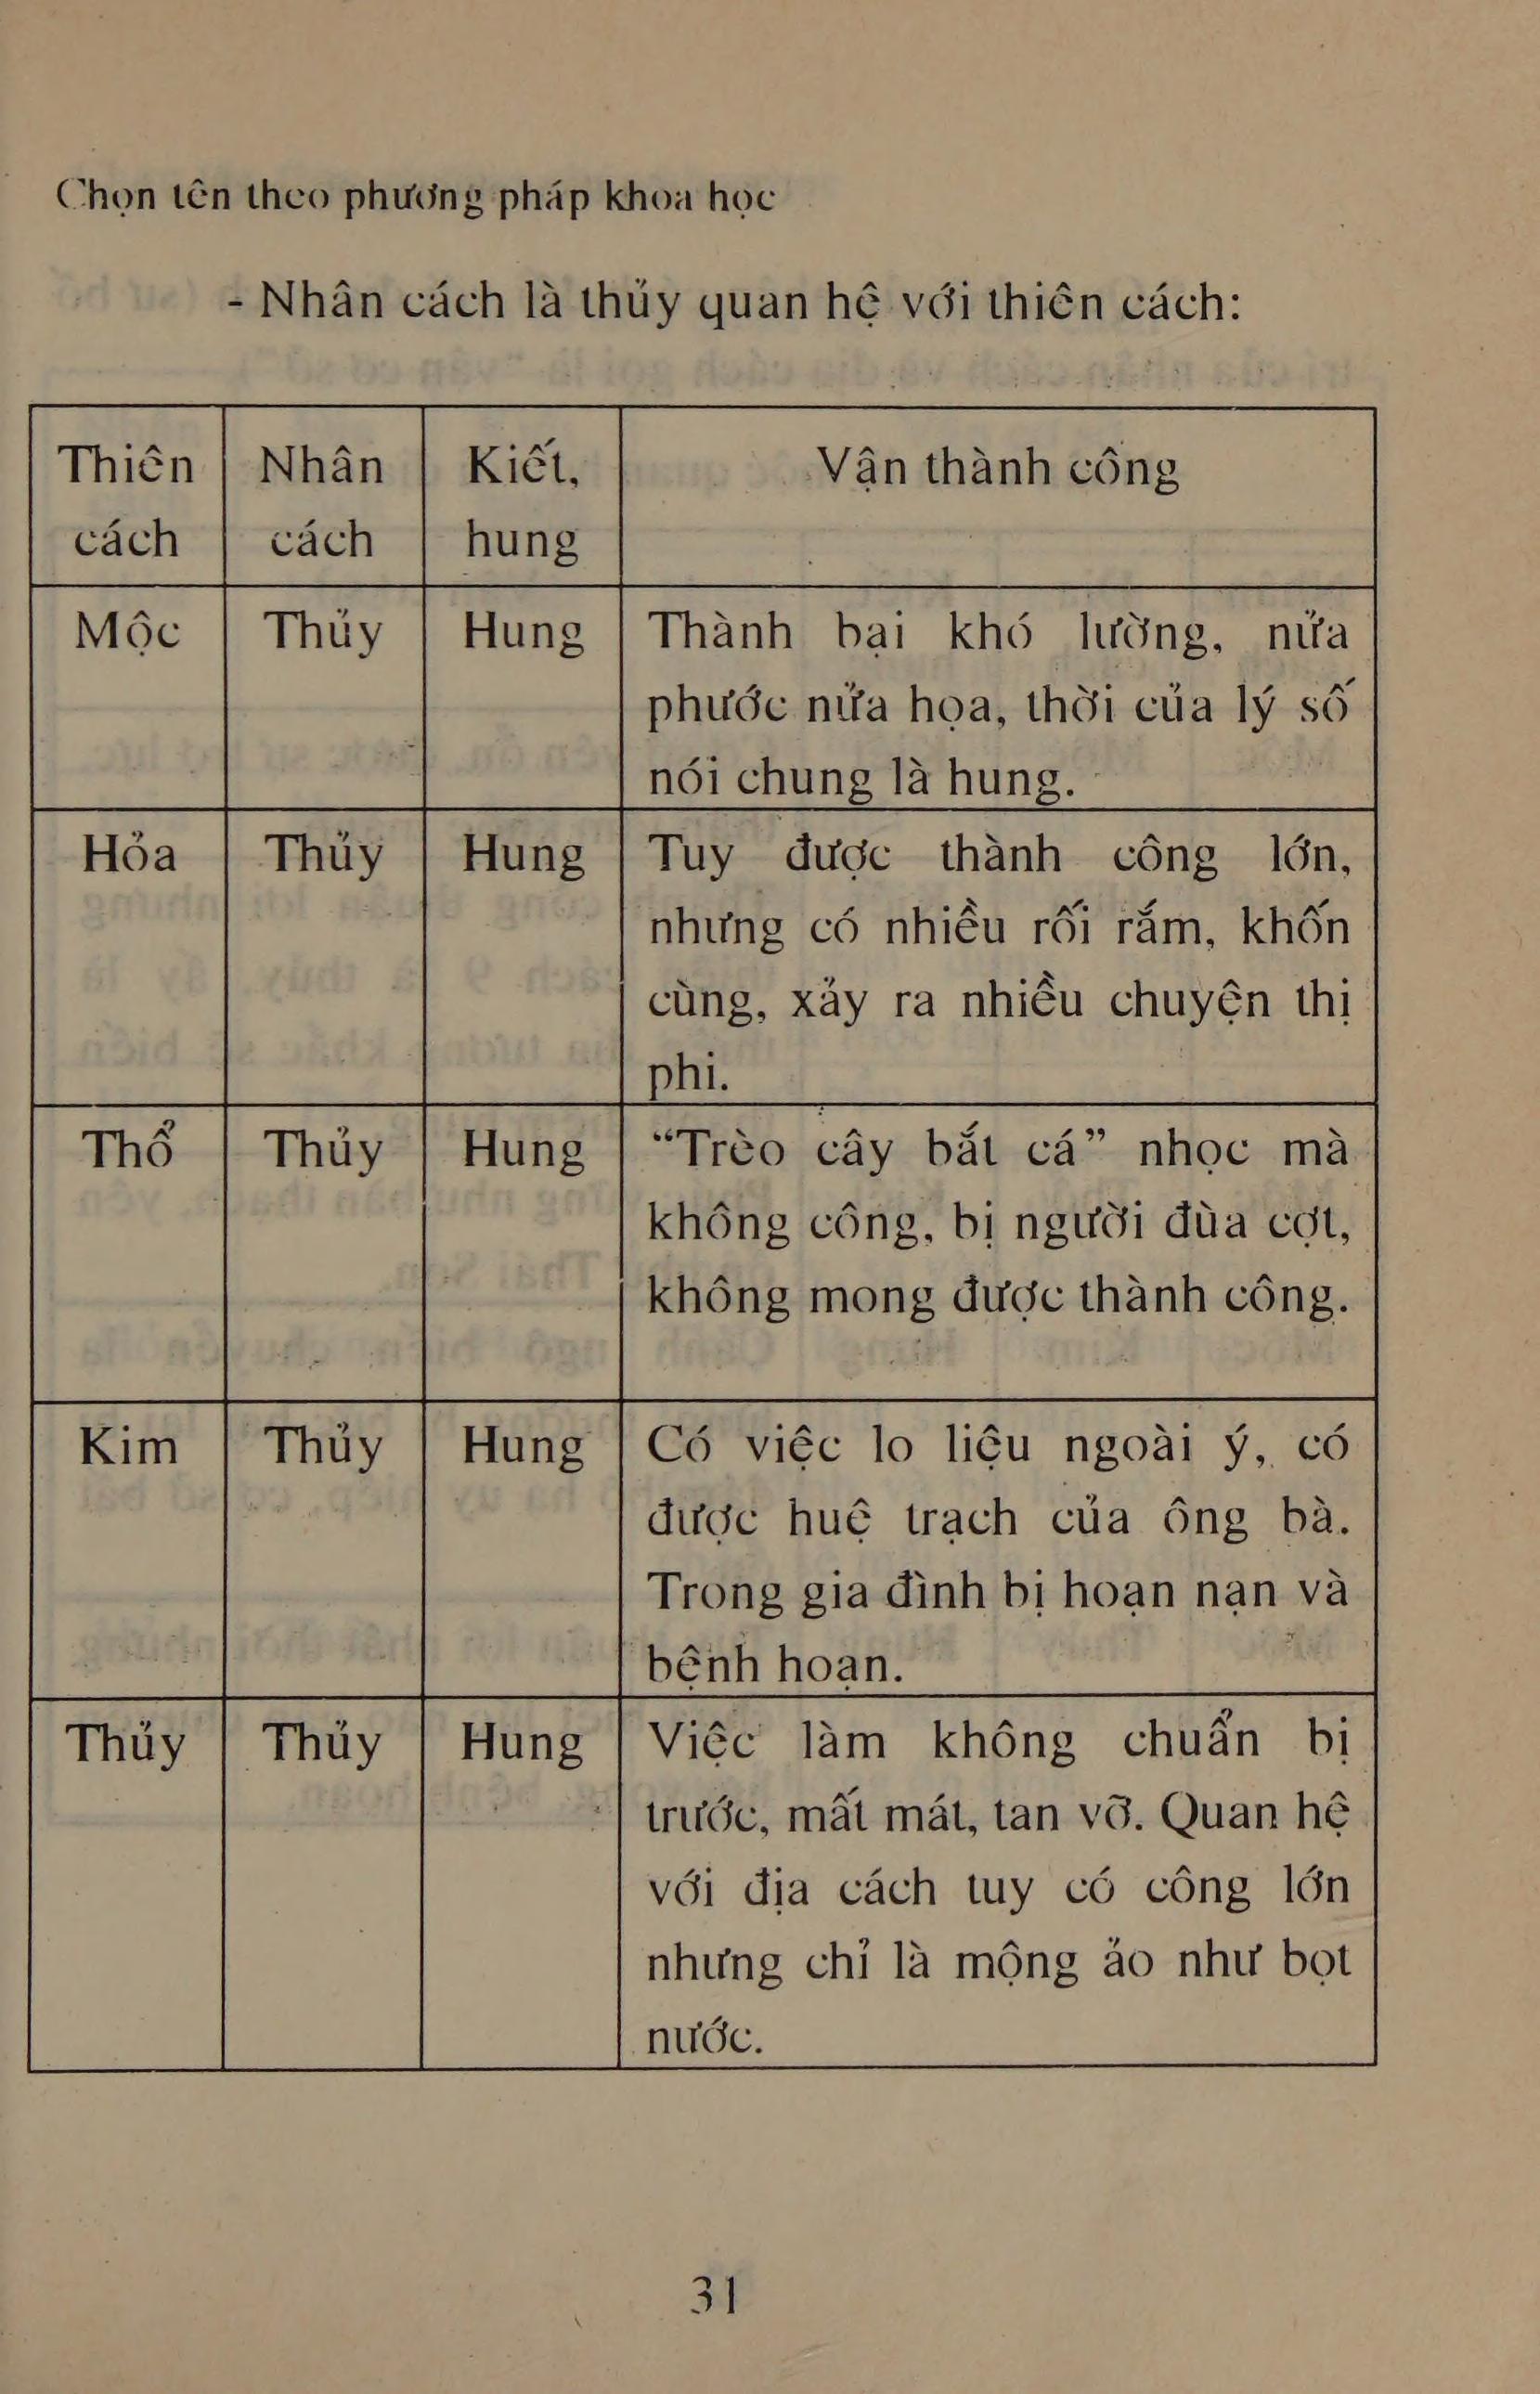 Chọn tên theo phương pháp khoa học
- Nhân cách là thủy quan hệ với thiên cách:
Thiên cách | Nhân cách | Kiết, hung | Vận thành công
Mộc | Thủy | Hung | Thành bại khó lường, nửa
phước nửa họa, thời của lý số
nói chung là hung.
Hỏa | Thủy | Hung | Tuy được thành công lớn,
nhưng có nhiều rối rắm, khốn
cùng, xảy ra nhiều chuyện thị
phi.
Thổ | Thủy | Hung | “Trèo cây bắt cá” nhọc mà
không công, bị người đùa cợt,
không mong được thành công.
Kim | Thủy | Hung | Có việc lo liệu ngoài ý, có
được huệ trạch của ông bà.
Trong gia đình bị hoạn nạn và
bệnh hoạn.
Thủy | Thủy | Hung | Việc làm không chuẩn bị
trước, mất mát, tan vỡ. Quan hệ
với địa cách tuy có công lớn
nhưng chỉ là mộng ảo như bọt
nước.
31